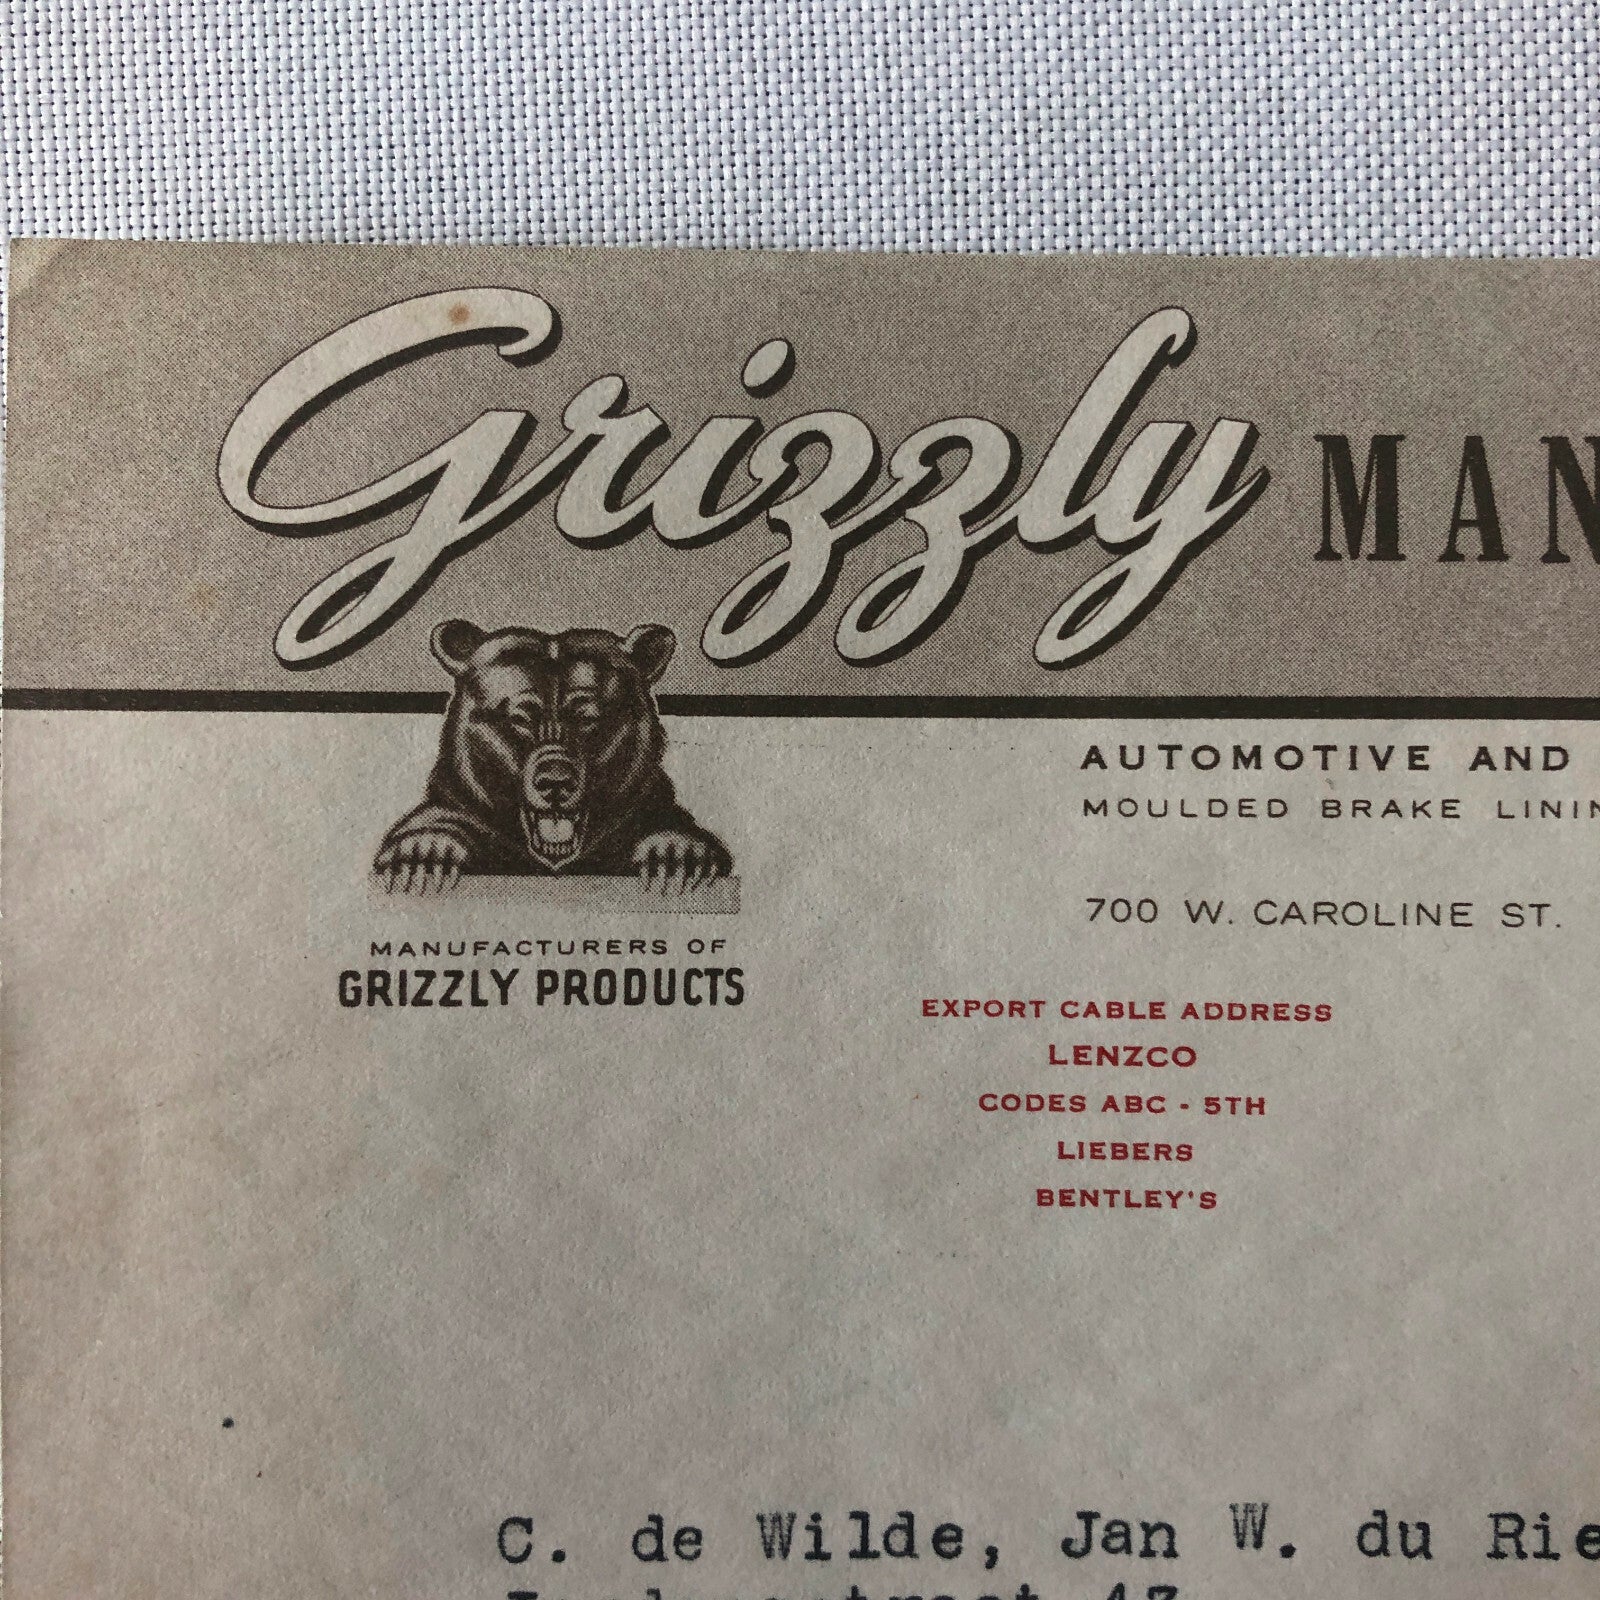 Grizzly MAN
AUTOMOTIVE AND
MOULDED BRAKE LININ
700 W. CAROLINE ST.
MANUFACTURERS OF
GRIZZLY PRODUCTS
EXPORT CABLE ADDRESS
LENZCO
CODES ABC - 5TH
LIEBERS
BENTLEY'S
C. de Wilde, Jan W. du Rie